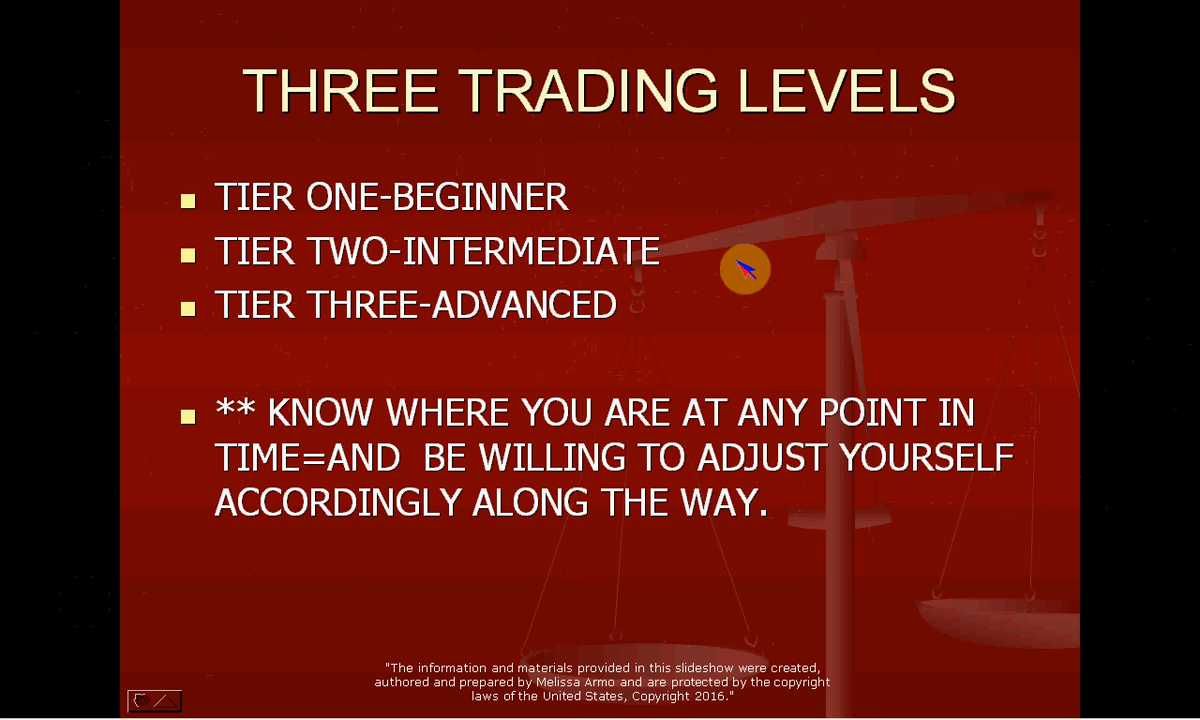 THREE TRADING LEVELS
TIER ONE-BEGINNER
TIER TWO-INTERMEDIATE
TIER THREE-ADVANCED
** KNOW WHERE YOU ARE AT ANY POINT IN
TIME=AND BE WILLING TO ADJUST YOURSELF
ACCORDINGLY ALONG THE WAY.
"The information and materials provided in this slideshow were created,
authored and prepared by Melissa Armo and are protected by the copyright
laws of the United States, Copyright 2016."